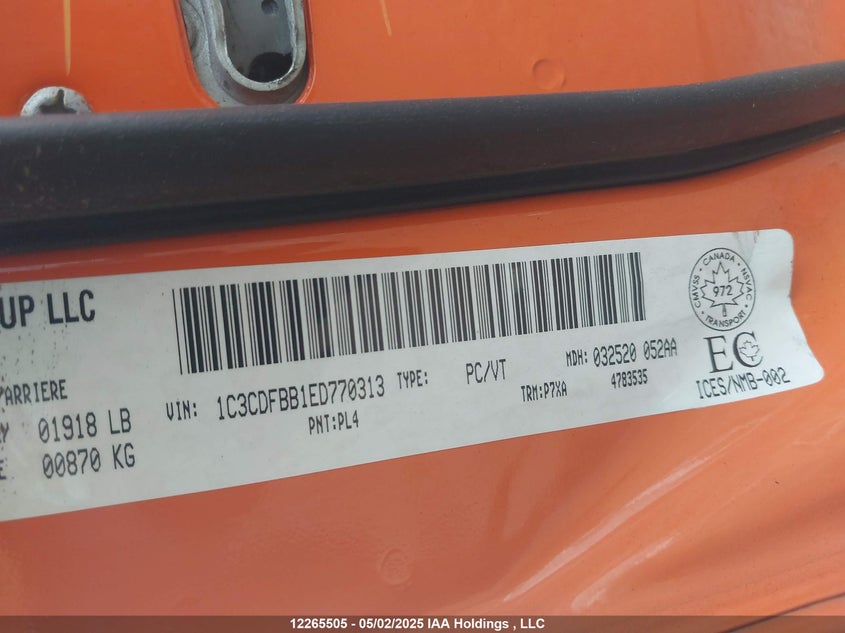 UP LLC
ARRIERE
01918 LB
00870 KG
VIN: 1C3CDFBB1ED770313 TYPE: PC/VT MDH: 032520 052AA
PNT:PL4 TRM:P7XA 4783535
CANADA
CMVSS NSVAC
972
TRANSPORT
EC
ICES/NMB-002
12265505 - 05/02/2025 IAA Holdings , LLC